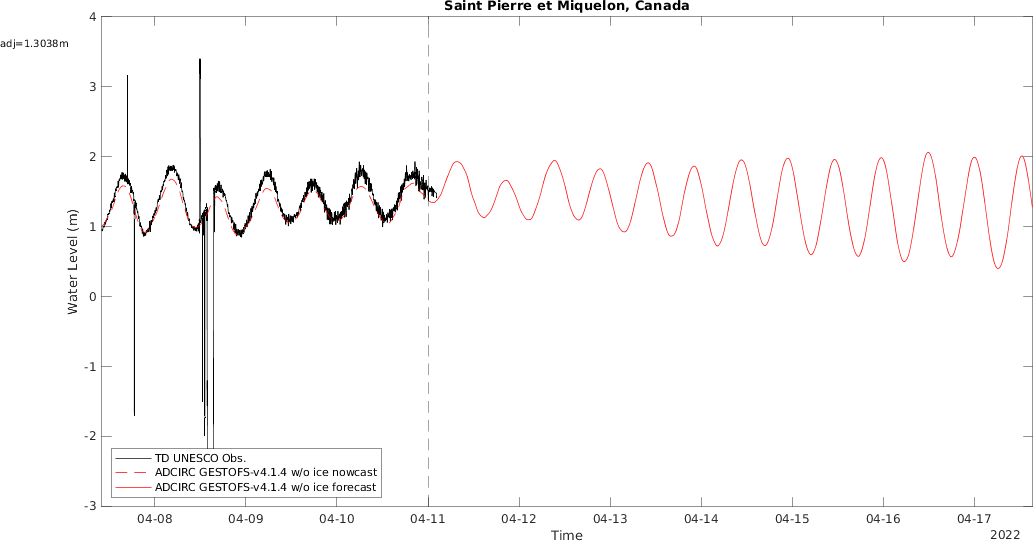 Saint Pierre et Miquelon, Canada
adj=1.3038m
4
3
2
1
0
-1
-2
-3
Water Level (m)
TD UNESCO Obs.
ADCIRC GESTOFS-v4.1.4 w/o ice nowcast
ADCIRC GESTOFS-v4.1.4 w/o ice forecast
04-08 04-09 04-10 04-11 04-12 04-13 04-14 04-15 04-16 04-17
Time
2022